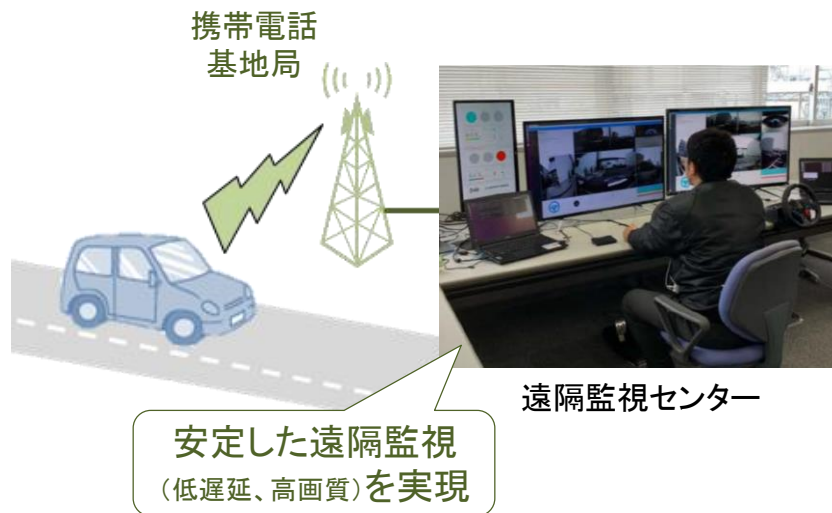 携帯電話
基地局
遠隔監視センター
安定した遠隔監視
（低遅延、高画質）を実現